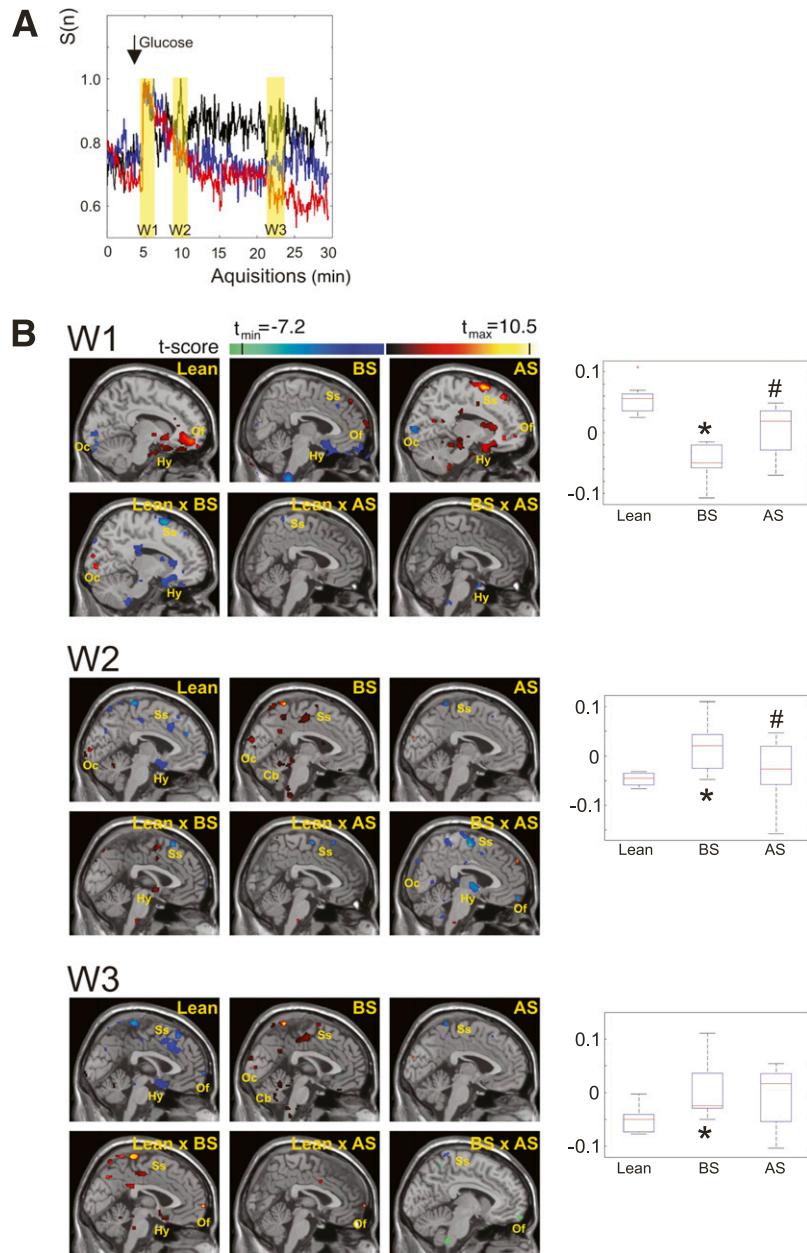 A
S(n)
Glucose
1.0
0.8
0.6
W1 W2 W3
0 5 10 15 20 25 30
Aquisitions (min)
B
W1
t-score tmin=-7.2 tmax=10.5
Lean BS AS
Oc Hy Of Ss Of Oc Hy Ss Of
Lean x BS Lean x AS BS x AS
Oc Ss Hy Ss Hy
0.1
0
-0.1
* #
Lean BS AS
W2
Lean BS AS
Oc Ss Hy Oc Cb Ss Ss
Lean x BS Lean x AS BS x AS
Hy Ss Ss Oc Ss Hy Of
0.1
0
-0.1
#
*
Lean BS AS
W3
Lean BS AS
Ss Hy Of Oc Cb Ss Ss
Lean x BS Lean x AS BS x AS
Ss Hy Of Of Ss Of
0.1
0
-0.1
*
Lean BS AS